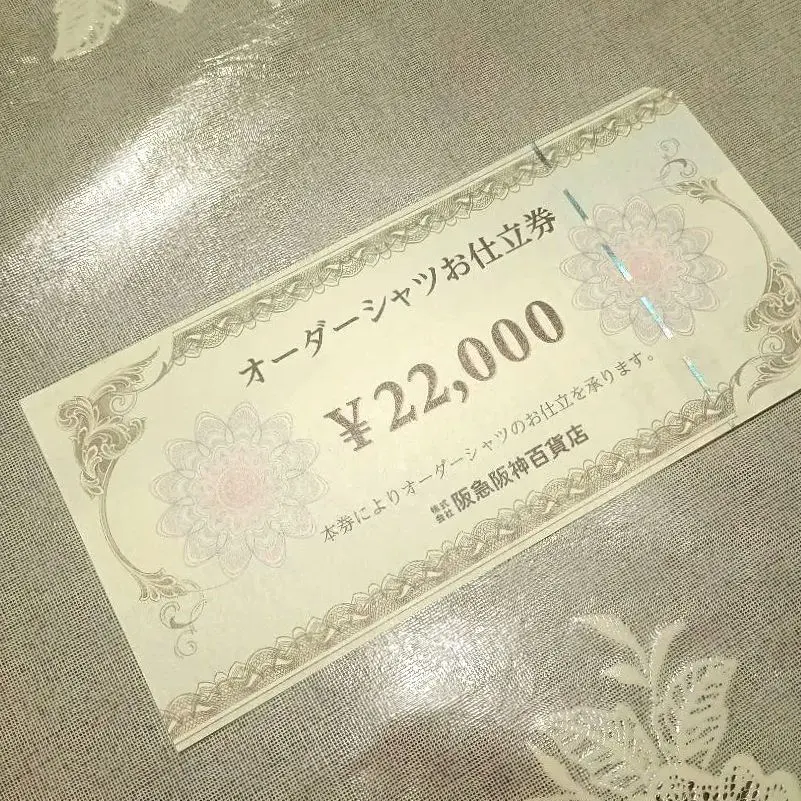 オーダーシャツお仕立券
¥22,000
本券によりオーダーシャツのお仕立を承ります。
株式会社 阪急阪神百貨店